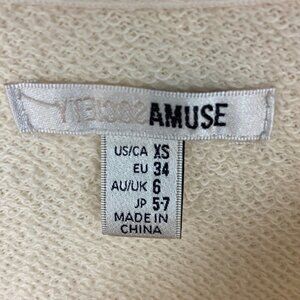 AMUSE
US/CA XS
EU 34
AU/UK 6
JP 5-7
MADE IN
CHINA